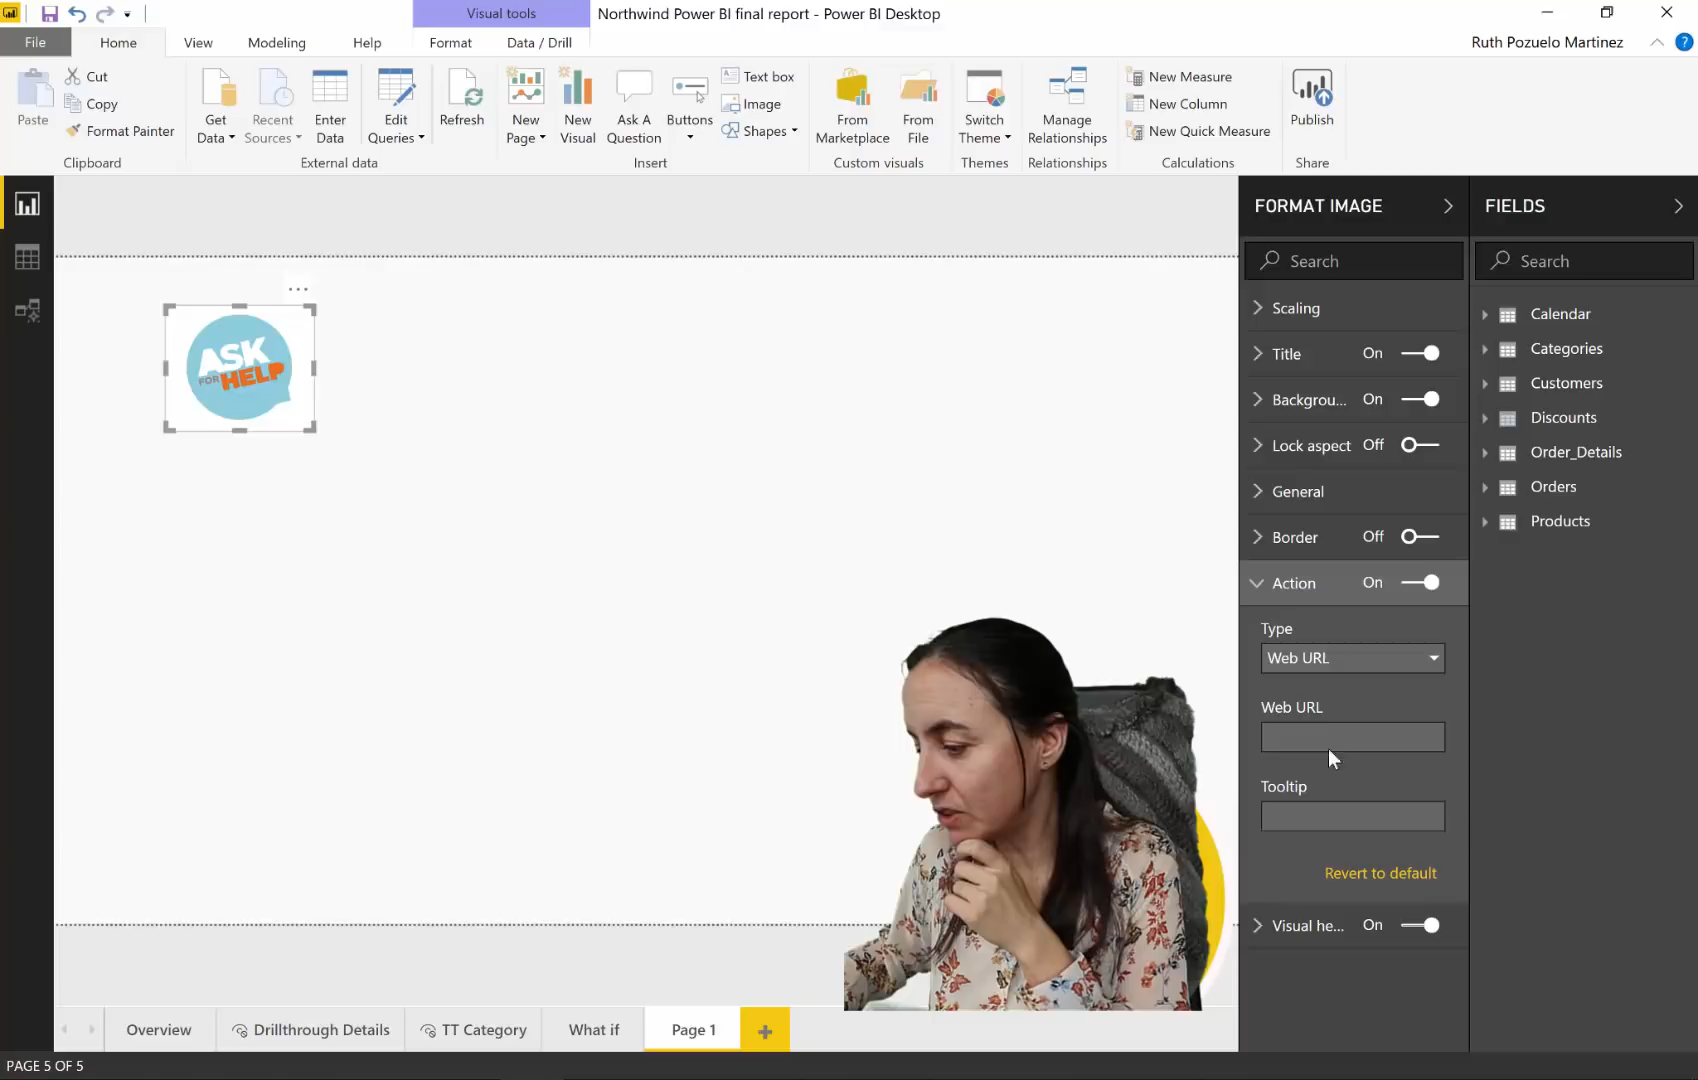 Visual tools
Northwind Power BI final report - Power BI Desktop
File
Home
View
Modeling
Help
Format
Data / Drill
Ruth Pozuelo Martinez
?
Paste
Cut
Copy
Format Painter
Clipboard
Get Data
Recent Sources
Enter Data
Edit Queries
Refresh
External data
New Page
New Visual
Ask A Question
Buttons
Text box
Image
Shapes
Insert
From Marketplace
From File
Custom visuals
Switch Theme
Themes
Manage Relationships
Relationships
New Measure
New Column
New Quick Measure
Calculations
Publish
Share
ASK
FOR HELP
FORMAT IMAGE
Search
Scaling
Title On
Backgrou... On
Lock aspect Off
General
Border Off
Action On
Type
Web URL
Web URL
Tooltip
Revert to default
Visual he... On
FIELDS
Search
Calendar
Categories
Customers
Discounts
Order_Details
Orders
Products
Overview
Drillthrough Details
TT Category
What if
Page 1
PAGE 5 OF 5